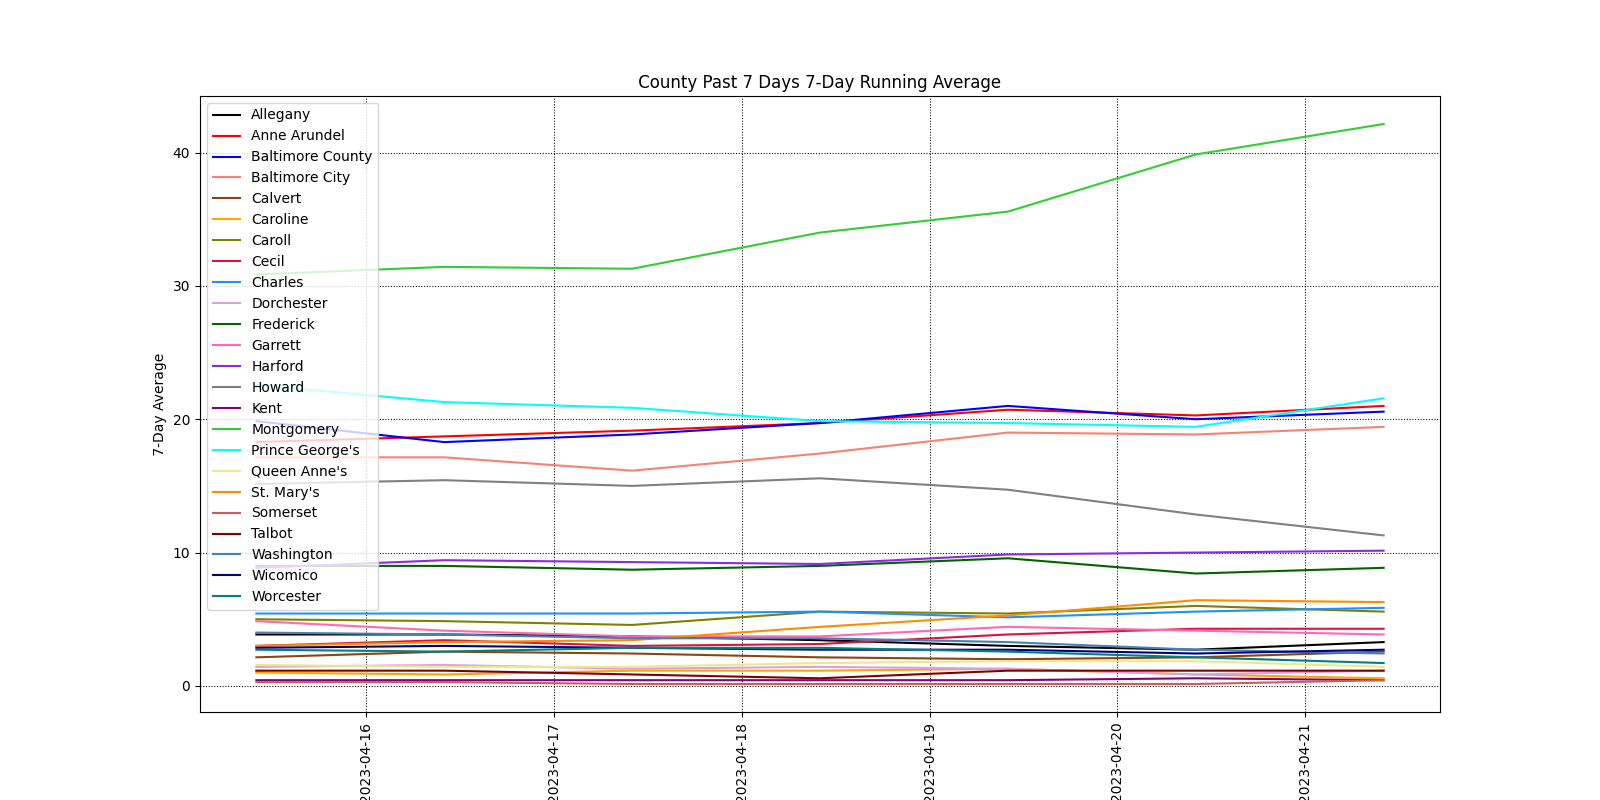 County Past 7 Days 7-Day Running Average
7-Day Average
40
30
20
10
0
Allegany
Anne Arundel
Baltimore County
Baltimore City
Calvert
Caroline
Caroll
Cecil
Charles
Dorchester
Frederick
Garrett
Harford
Howard
Kent
Montgomery
Prince George's
Queen Anne's
St. Mary's
Somerset
Talbot
Washington
Wicomico
Worcester
2023-04-16
2023-04-17
2023-04-18
2023-04-19
2023-04-20
2023-04-21